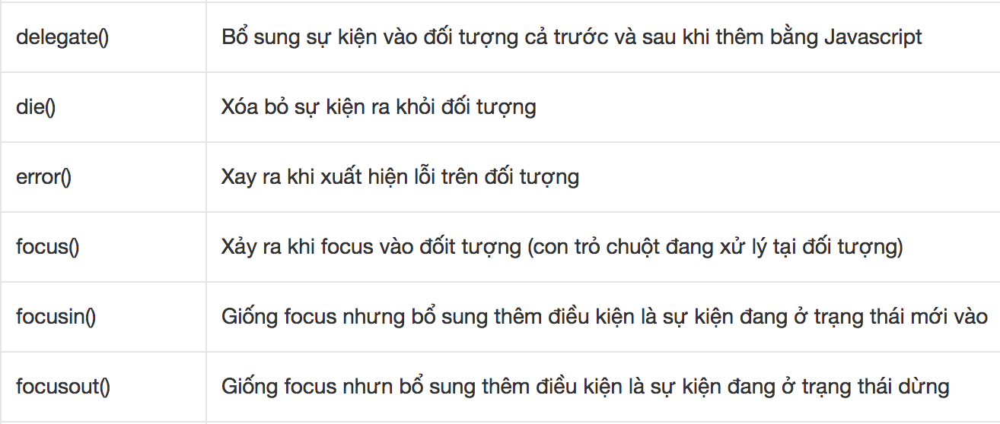 delegate() Bổ sung sự kiện vào đối tượng cả trước và sau khi thêm bằng Javascript
die() Xóa bỏ sự kiện ra khỏi đối tượng
error() Xay ra khi xuất hiện lỗi trên đối tượng
focus() Xảy ra khi focus vào đốit tượng (con trỏ chuột đang xử lý tại đối tượng)
focusin() Giống focus nhưng bổ sung thêm điều kiện là sự kiện đang ở trạng thái mới vào
focusout() Giống focus nhưn bổ sung thêm điều kiện là sự kiện đang ở trạng thái dừng